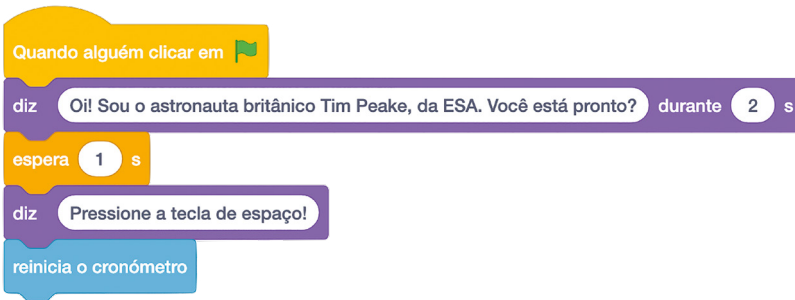 Quando alguém clicar em
diz Oi! Sou o astronauta britânico Tim Peake, da ESA. Você está pronto? durante 2 s
espera 1 s
diz Pressione a tecla de espaço!
reinicia o cronómetro